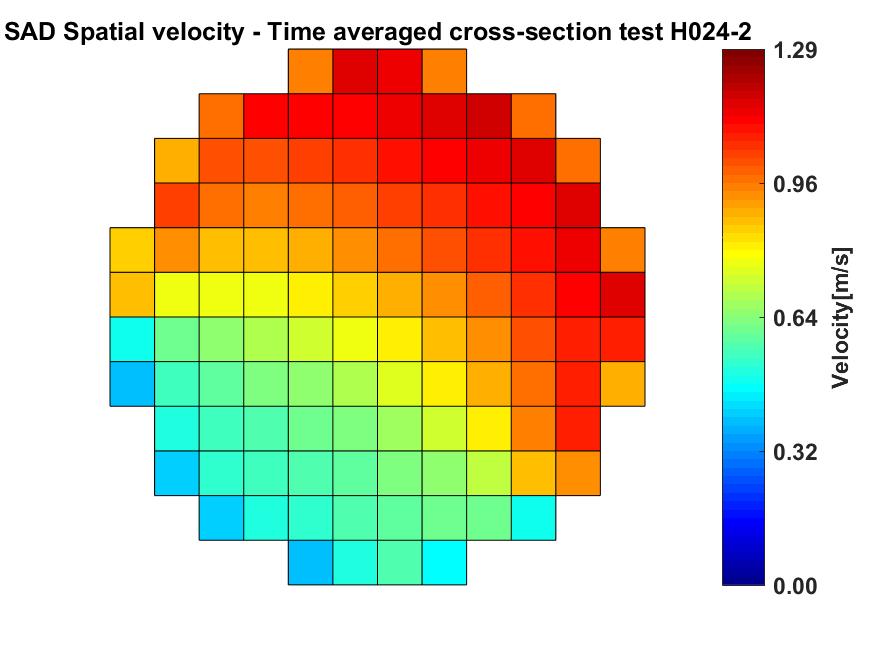 SAD Spatial velocity - Time averaged cross-section test H024-2
1.29
0.96
0.64
0.32
0.00
Velocity[m/s]